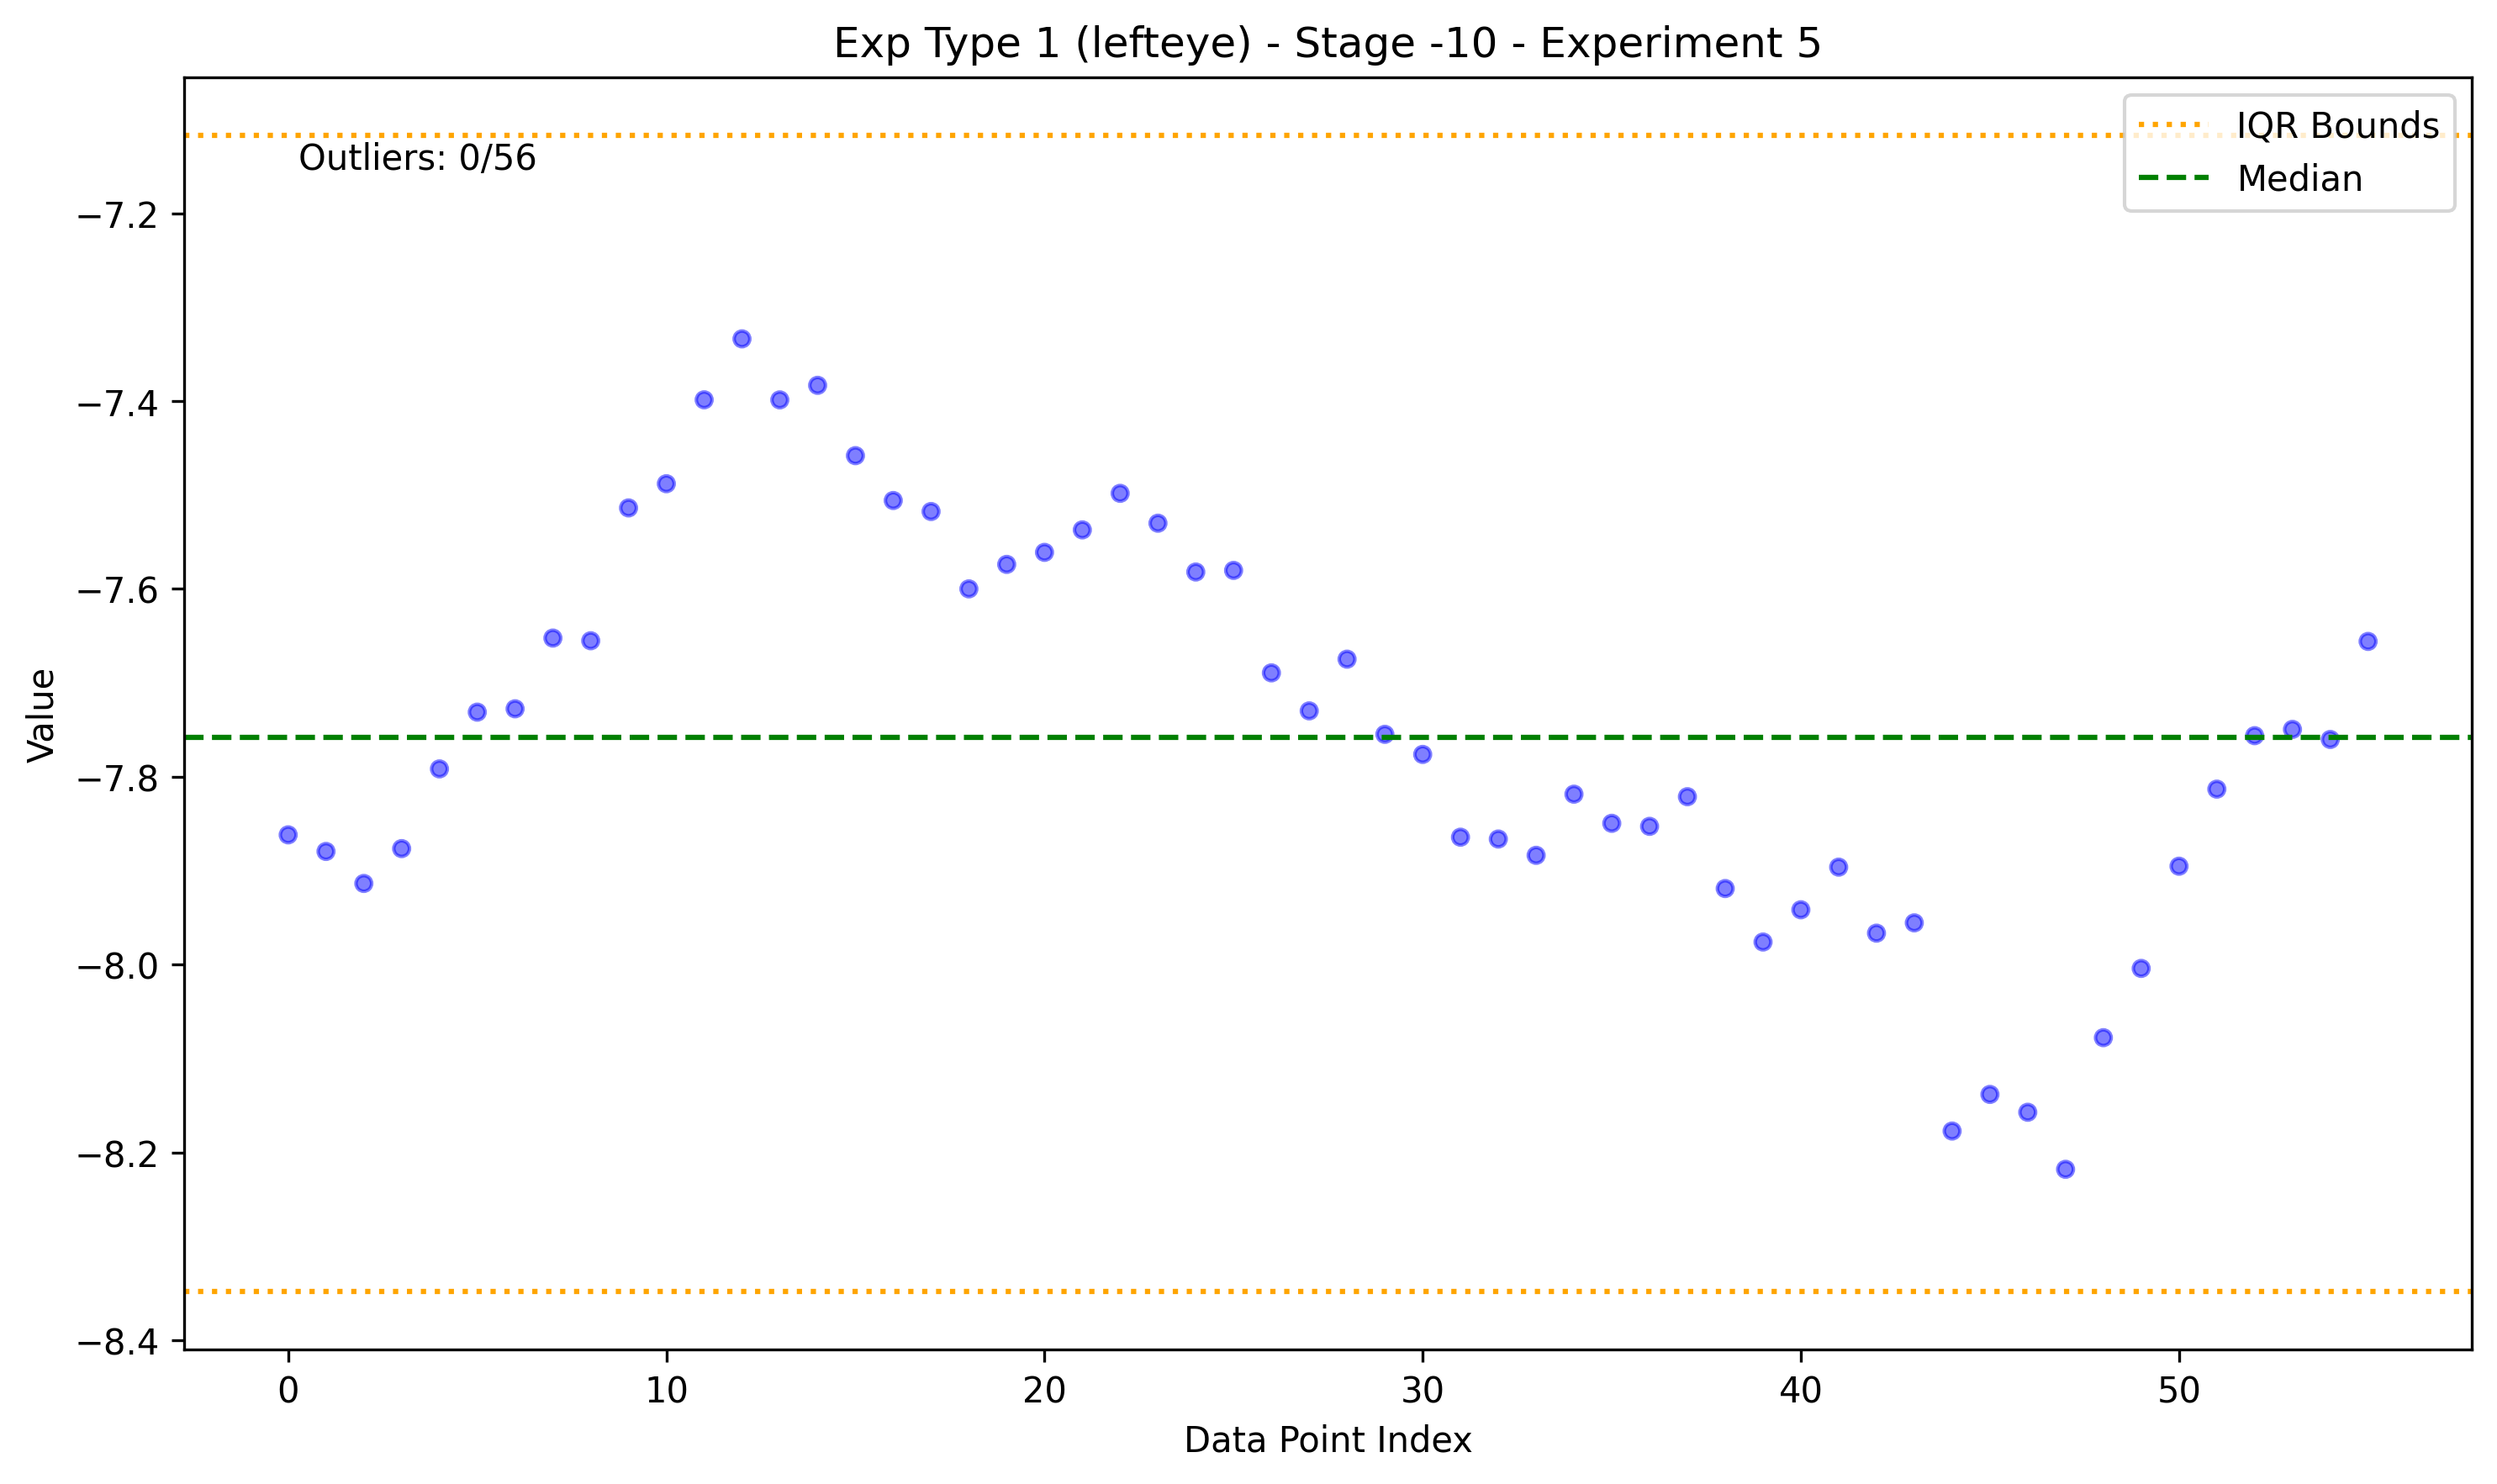 Exp Type 1 (lefteye) - Stage -10 - Experiment 5
IQR Bounds
Median
Outliers: 0/56
−7.2
−7.4
−7.6
−7.8
−8.0
−8.2
−8.4
Value
0 10 20 30 40 50
Data Point Index